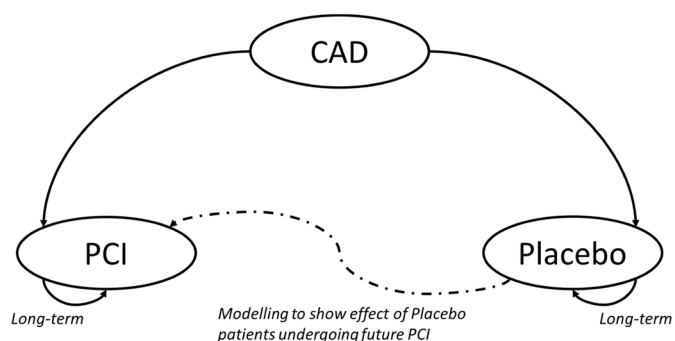 CAD
PCI
Placebo
Long-term
Modelling to show effect of Placebo
patients undergoing future PCI
Long-term